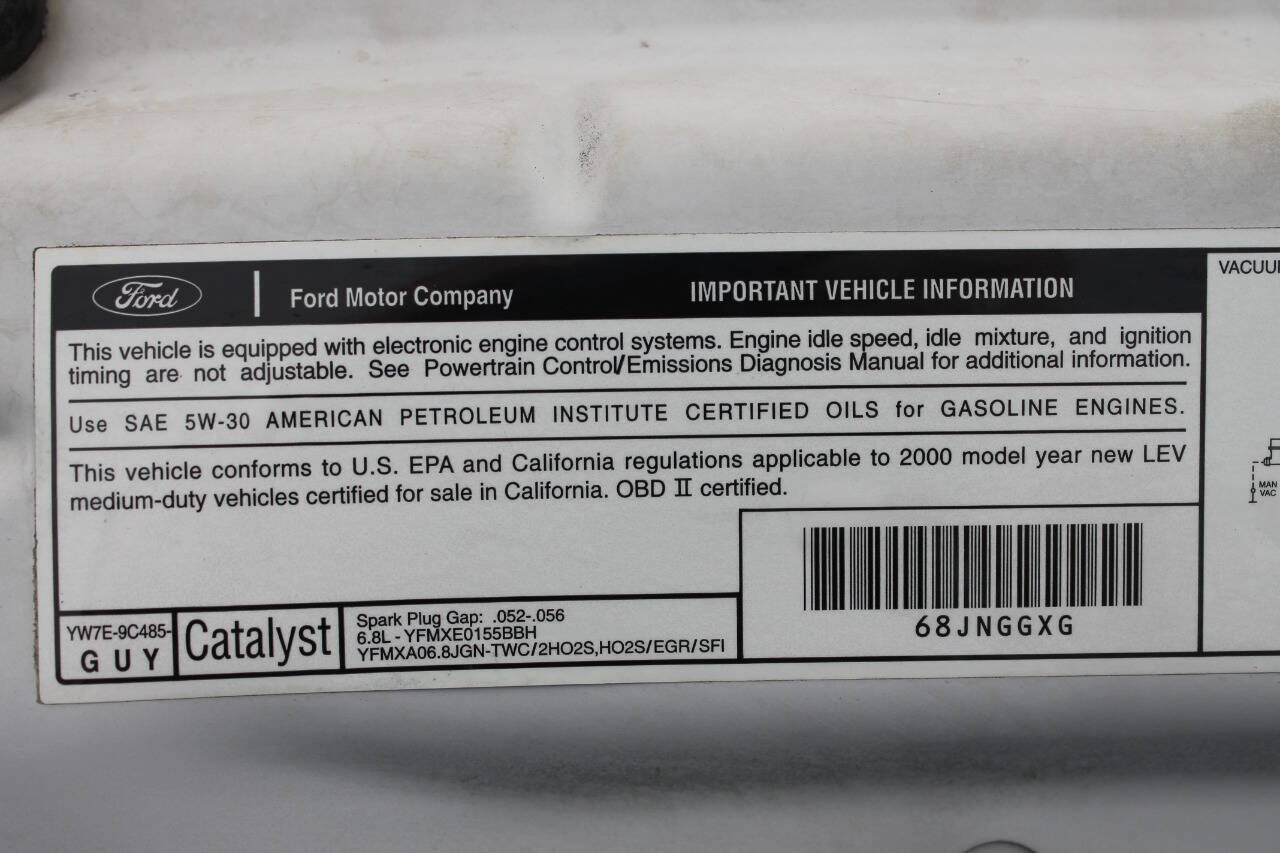 Ford
Ford Motor Company
IMPORTANT VEHICLE INFORMATION
This vehicle is equipped with electronic engine control systems. Engine idle speed, idle mixture, and ignition
timing are not adjustable. See Powertrain Control/Emissions Diagnosis Manual for additional information.
Use SAE 5W-30 AMERICAN PETROLEUM INSTITUTE CERTIFIED OILS for GASOLINE ENGINES.
This vehicle conforms to U.S. EPA and California regulations applicable to 2000 model year new LEV
medium-duty vehicles certified for sale in California. OBD II certified.
YW7E-9C485-
GUY
Catalyst
Spark Plug Gap: .052-.056
6.8L - YFMXE0155BBH
YFMXA06.8JGN-TWC/2HO2S,HO2S/EGR/SFI
68JNGGXG
MAN
VAC